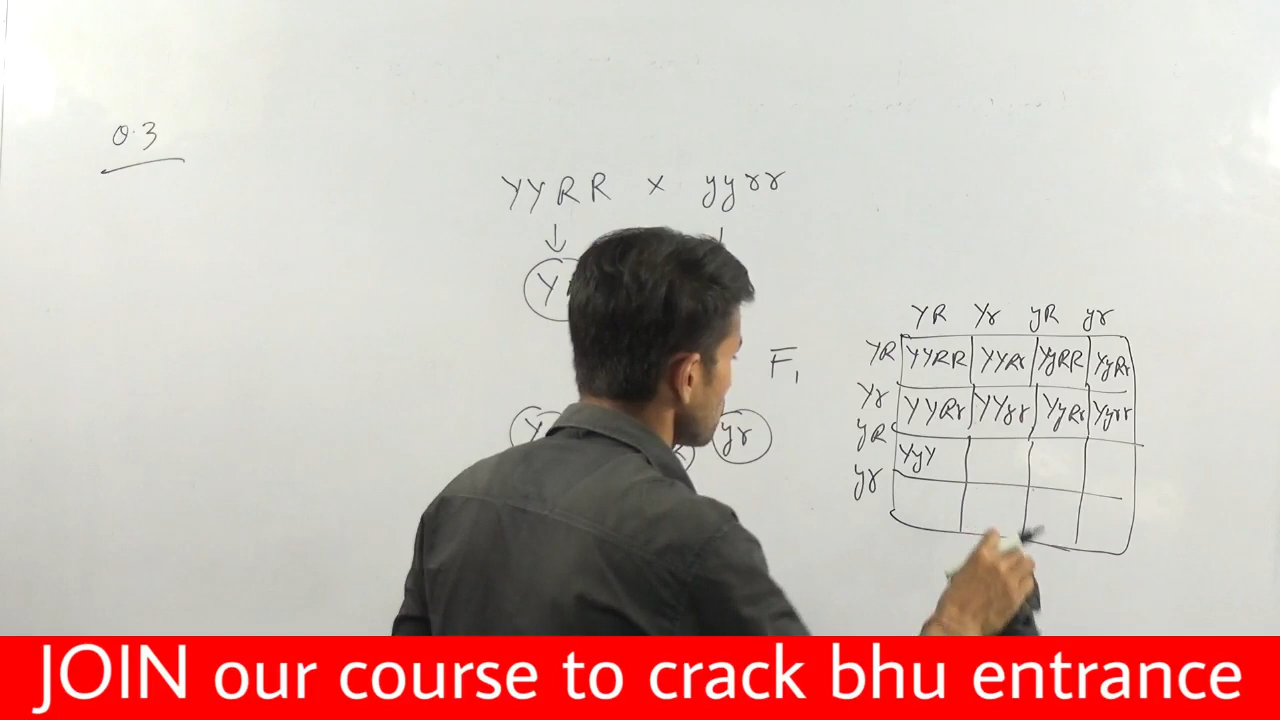 Q.3
YYRR x yyrr
Y
F1
yr
YR Yr yR yr
YR YYRR YYRr YyRR YyRr
Yr YYRr YYrr YyRr Yyrr
yR YyY
yr
JOIN our course to crack bhu entrance